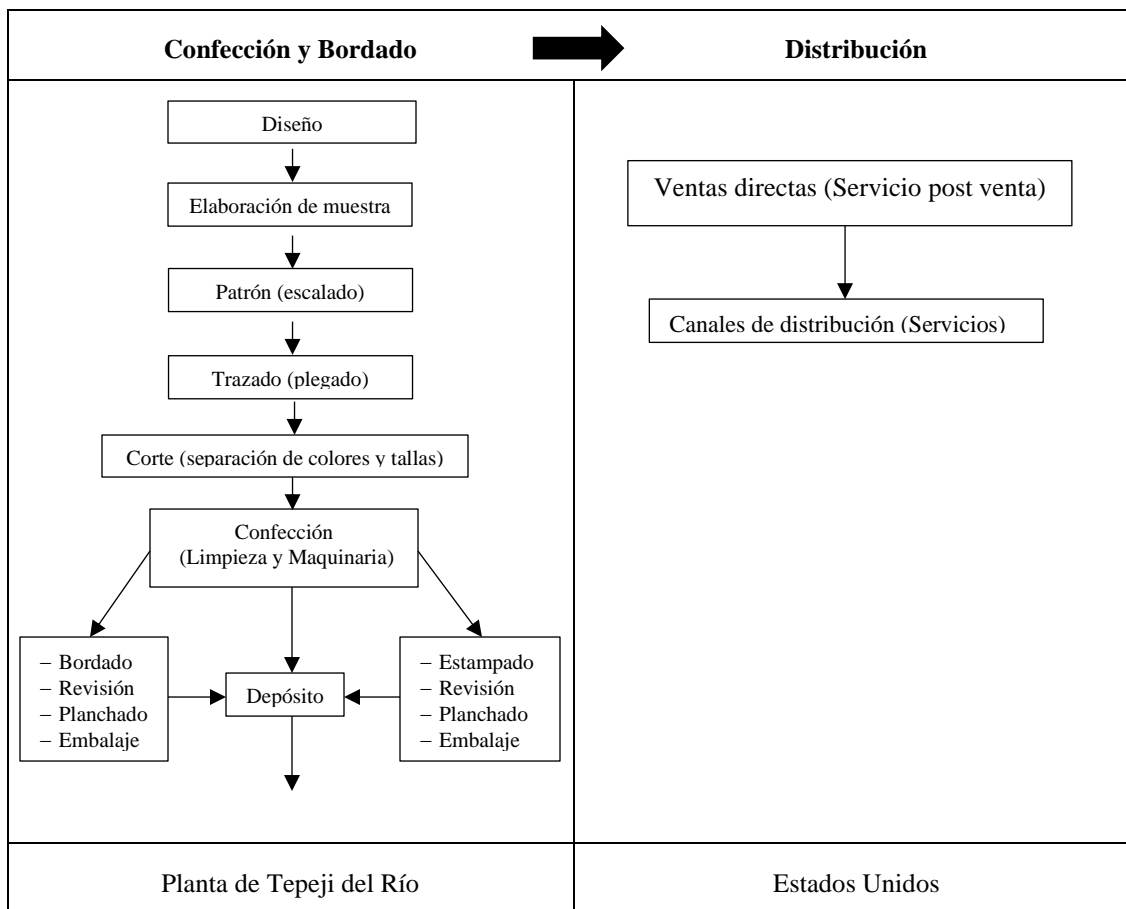 Confección y Bordado
Distribución
Diseño
Elaboración de muestra
Patrón (escalado)
Trazado (plegado)
Corte (separación de colores y tallas)
Confección
(Limpieza y Maquinaria)
– Bordado
– Revisión
– Planchado
– Embalaje
Depósito
– Estampado
– Revisión
– Planchado
– Embalaje
Ventas directas (Servicio post venta)
Canales de distribución (Servicios)
Planta de Tepeji del Río
Estados Unidos